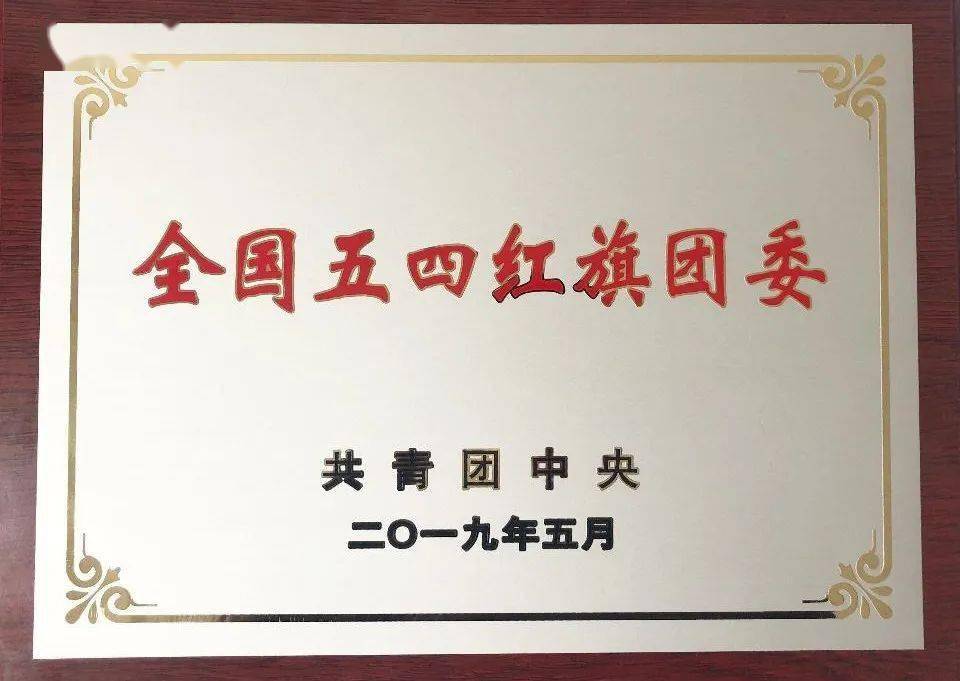 全国五四红旗团委
共青团中央
二〇一九年五月